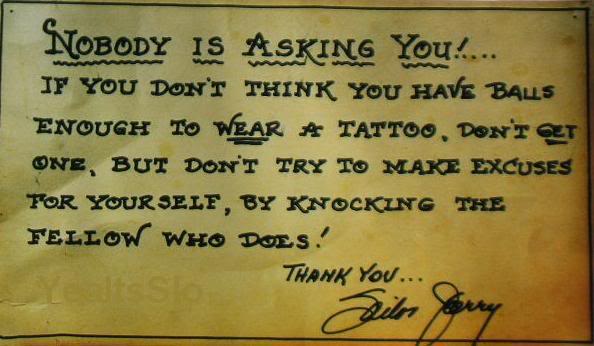 NOBODY IS ASKING YOU!....
IF YOU DON'T THINK YOU HAVE BALLS
ENOUGH TO WEAR A TATTOO, DON'T GET
ONE, BUT DON'T TRY TO MAKE EXCUSES
FOR YOURSELF, BY KNOCKING THE
FELLOW WHO DOES!
THANK YOU...
Sailor Jerry